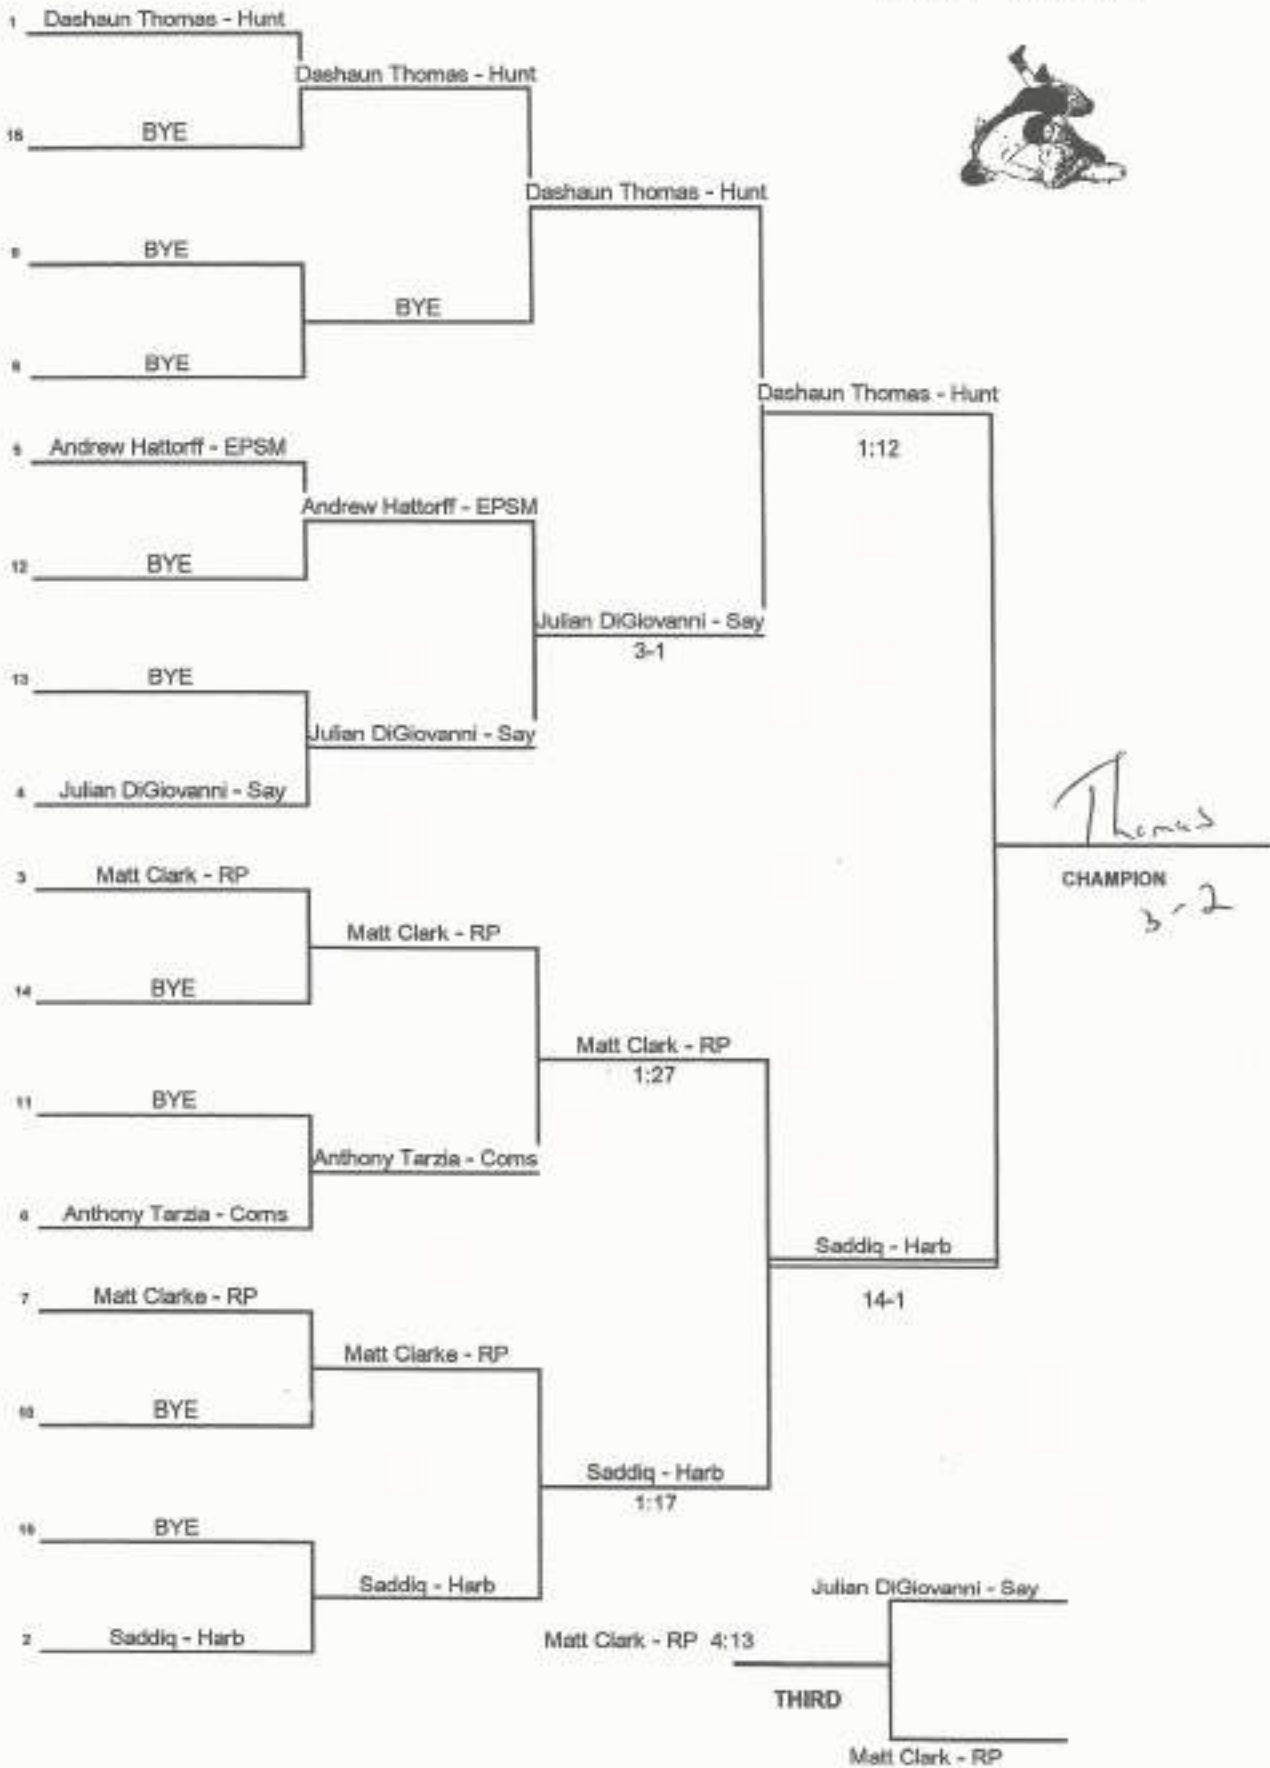 1 Dashaun Thomas - Hunt
Dashaun Thomas - Hunt
16 BYE
Dashaun Thomas - Hunt
9 BYE
BYE
8 BYE
Dashaun Thomas - Hunt
1:12
5 Andrew Hattorff - EPSM
Andrew Hattorff - EPSM
12 BYE
Julian DiGiovanni - Say
3-1
13 BYE
Julian DiGiovanni - Say
4 Julian DiGiovanni - Say
Thomas
CHAMPION
3-2
3 Matt Clark - RP
Matt Clark - RP
14 BYE
Matt Clark - RP
1:27
11 BYE
Anthony Tarzia - Coms
6 Anthony Tarzia - Coms
Saddiq - Harb
14-1
7 Matt Clarke - RP
Matt Clarke - RP
10 BYE
Saddiq - Harb
1:17
15 BYE
Saddiq - Harb
2 Saddiq - Harb
Julian DiGiovanni - Say
Matt Clark - RP 4:13
THIRD
Matt Clark - RP